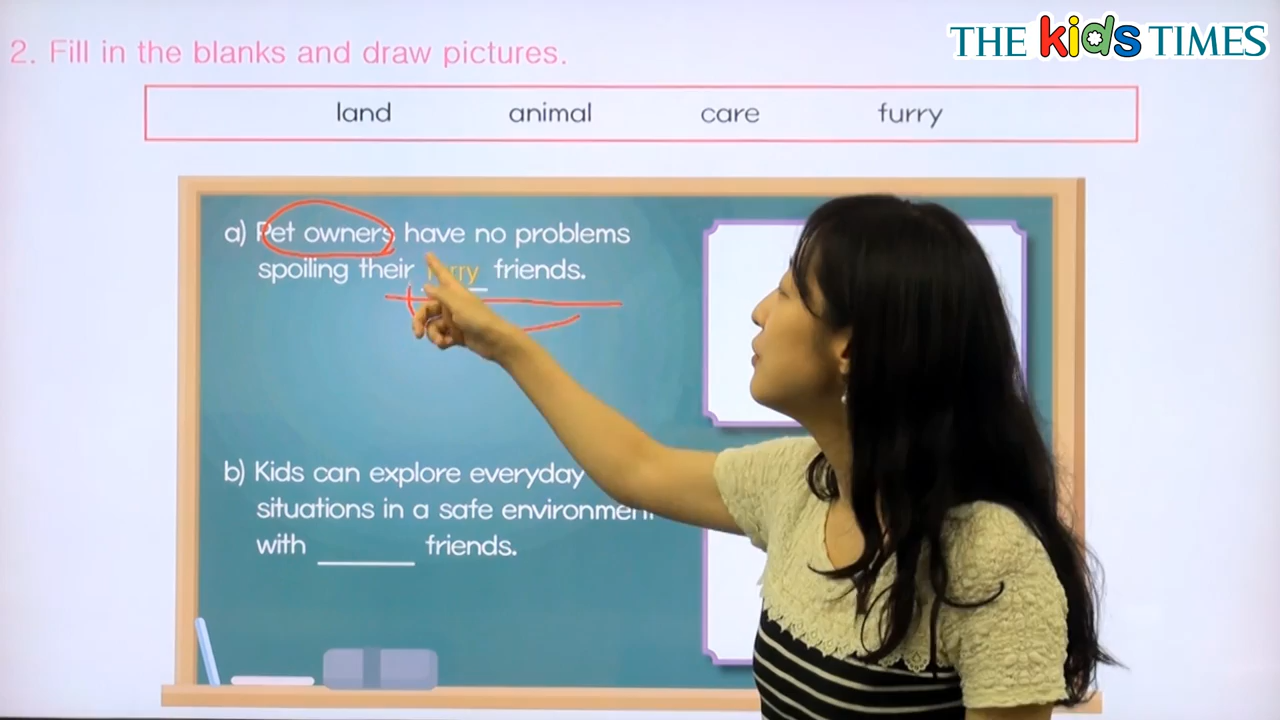 THE kids TIMES
2. Fill in the blanks and draw pictures.
land animal care furry
a) Pet owners have no problems
spoiling their furry friends.
b) Kids can explore everyday
situations in a safe environment
with ______ friends.